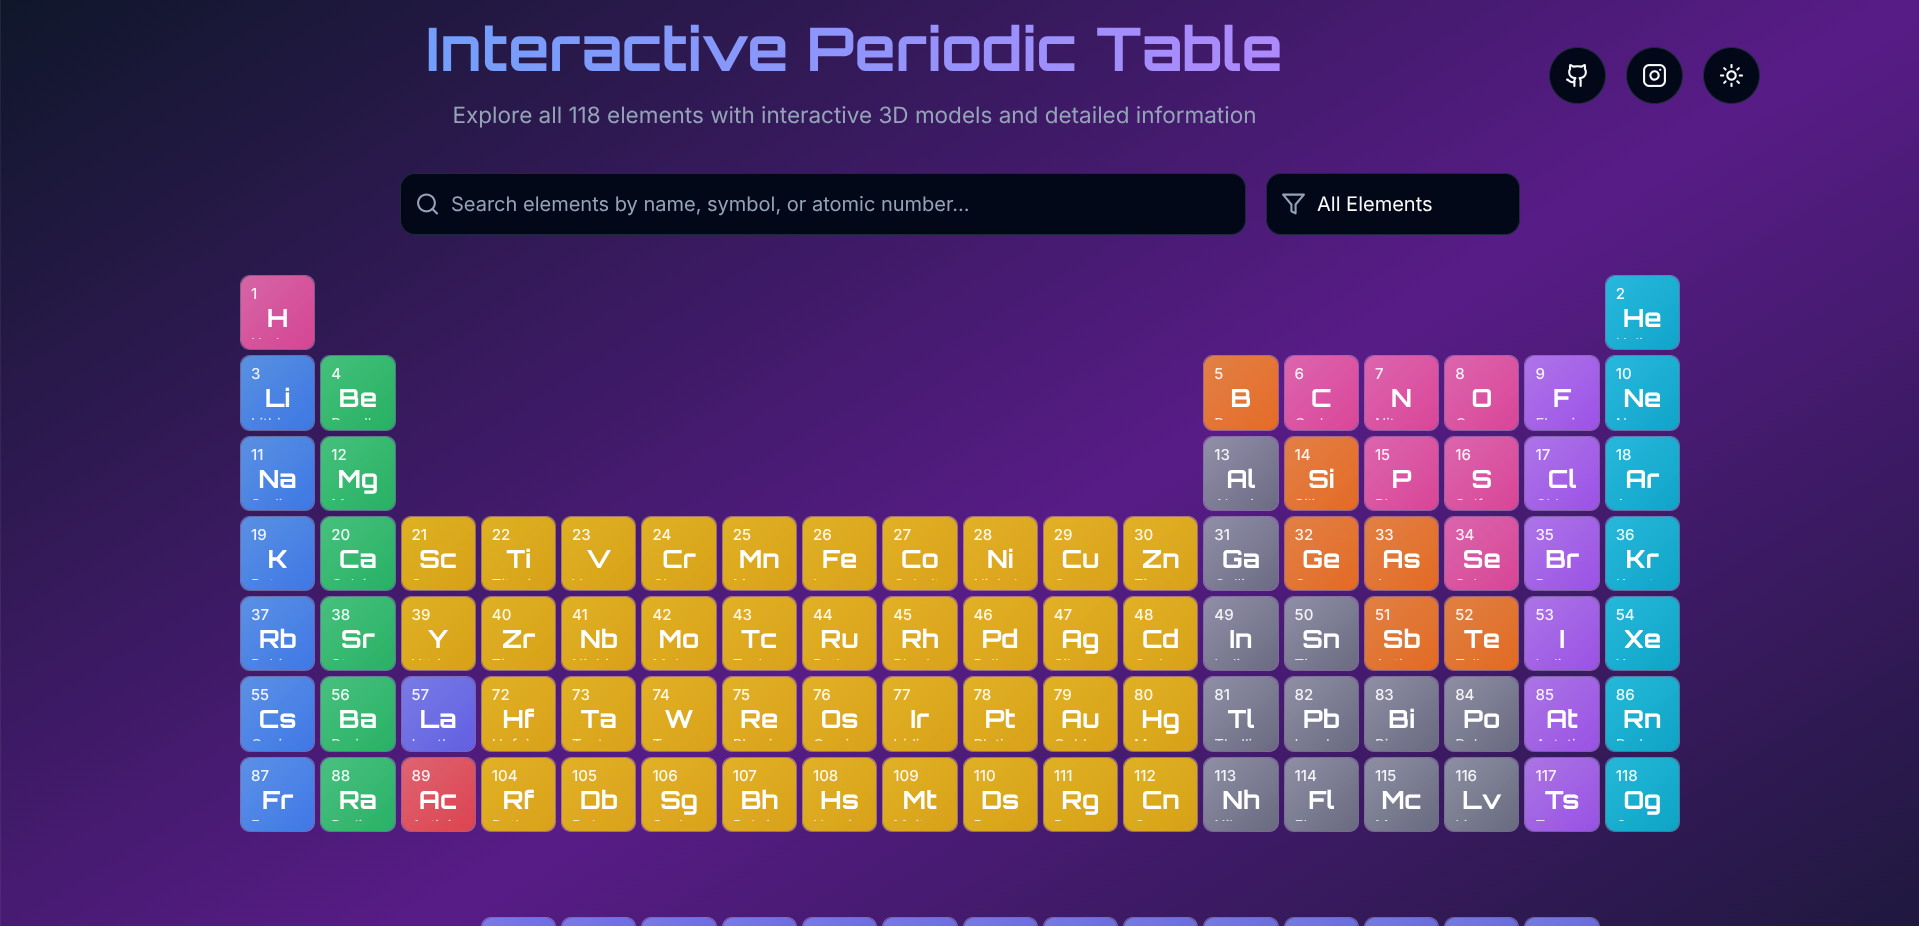 Interactive Periodic Table
Explore all 118 elements with interactive 3D models and detailed information
Search elements by name, symbol, or atomic number...
All Elements
1 2
H He
3 4 5 6 7 8 9 10
Li Be B C N O F Ne
11 12 13 14 15 16 17 18
Na Mg Al Si P S Cl Ar
19 20 21 22 23 24 25 26 27 28 29 30 31 32 33 34 35 36
K Ca Sc Ti V Cr Mn Fe Co Ni Cu Zn Ga Ge As Se Br Kr
37 38 39 40 41 42 43 44 45 46 47 48 49 50 51 52 53 54
Rb Sr Y Zr Nb Mo Tc Ru Rh Pd Ag Cd In Sn Sb Te I Xe
55 56 57 72 73 74 75 76 77 78 79 80 81 82 83 84 85 86
Cs Ba La Hf Ta W Re Os Ir Pt Au Hg Tl Pb Bi Po At Rn
87 88 89 104 105 106 107 108 109 110 111 112 113 114 115 116 117 118
Fr Ra Ac Rf Db Sg Bh Hs Mt Ds Rg Cn Nh Fl Mc Lv Ts Og